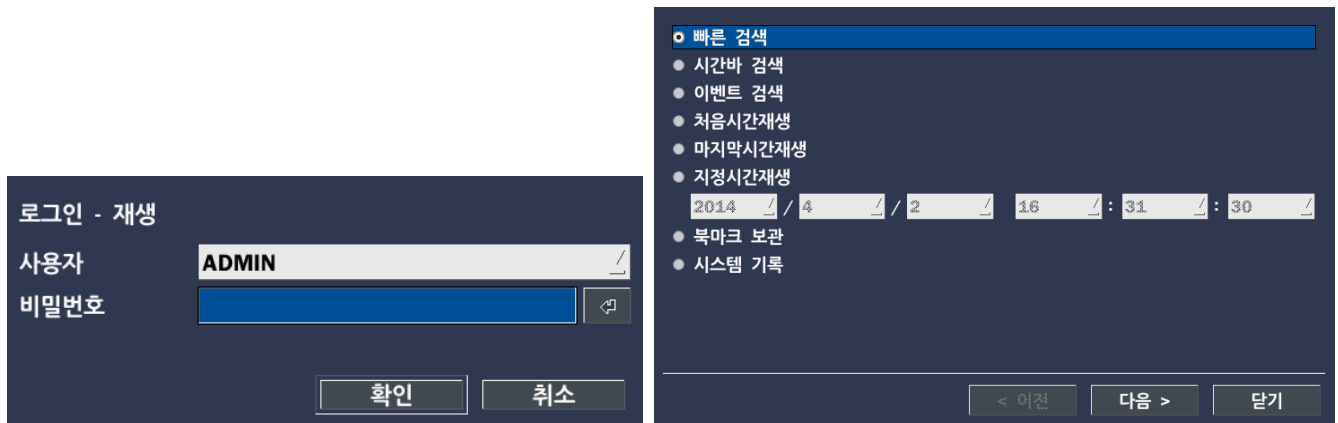 로그인 - 재생
사용자 ADMIN
비밀번호
확인 취소
빠른 검색
시간바 검색
이벤트 검색
처음시간재생
마지막시간재생
지정시간재생
2014 / 4 / 2 16 : 31 : 30
북마크 보관
시스템 기록
< 이전 다음 > 닫기